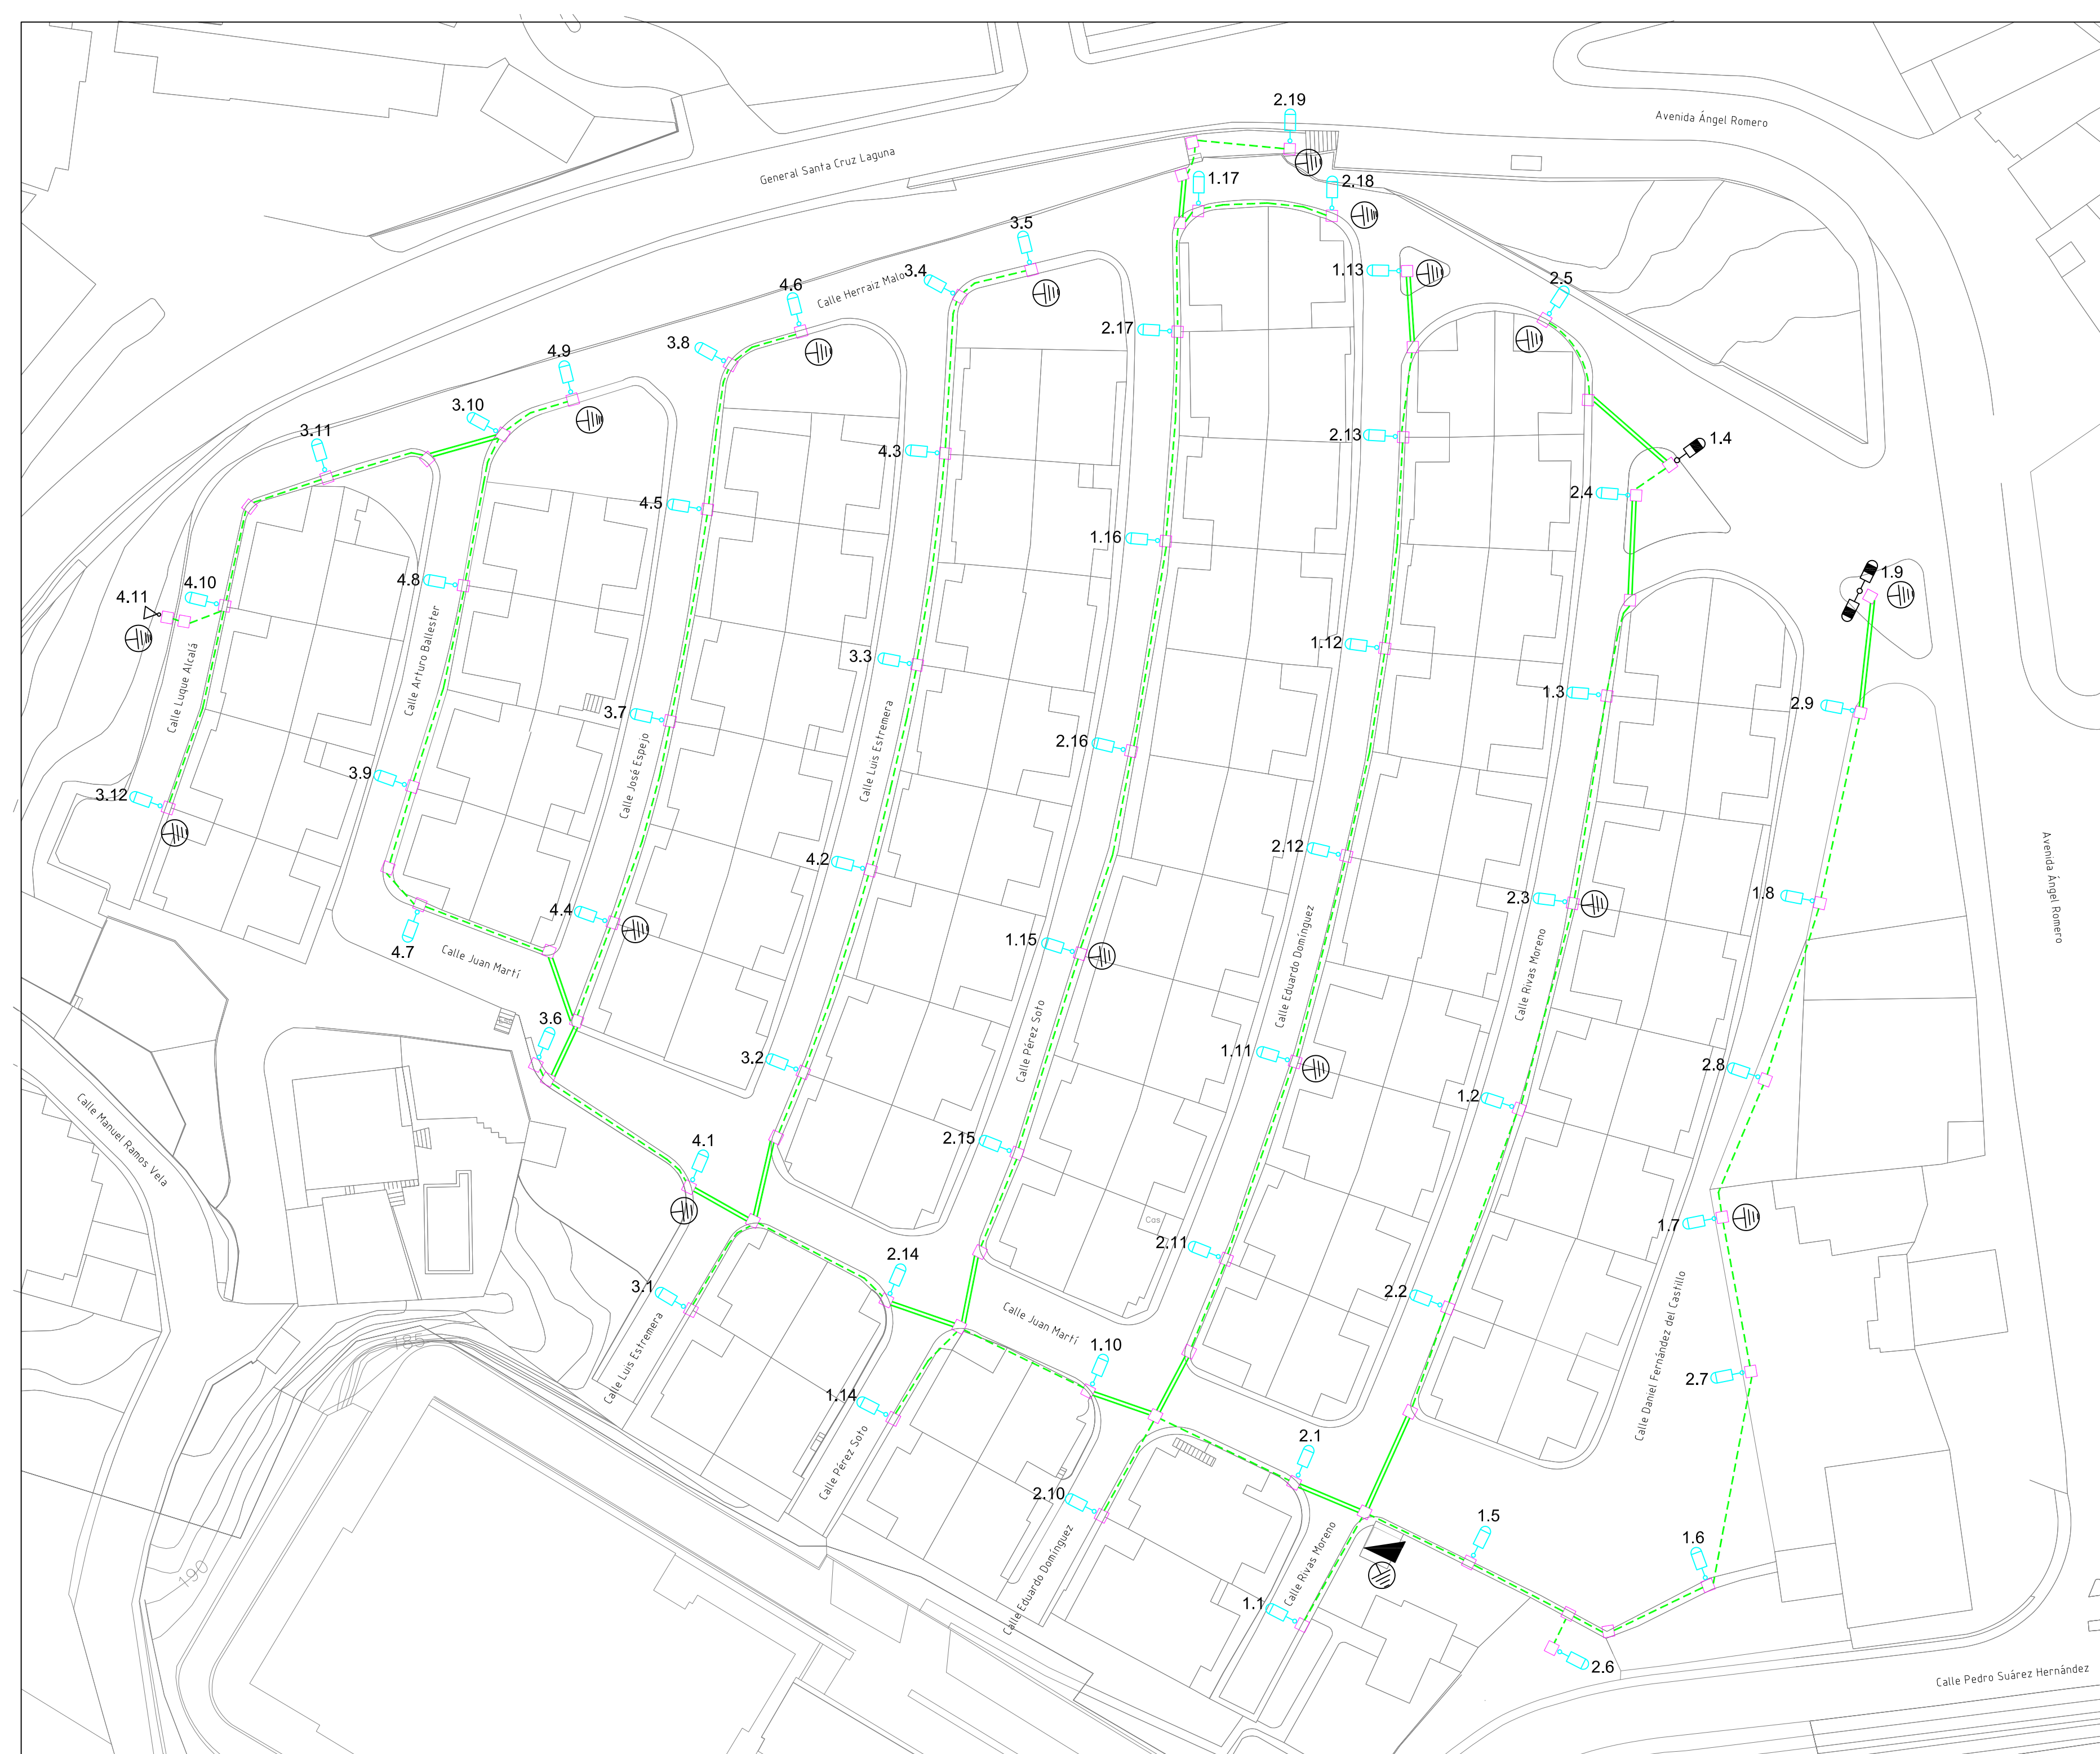 2.19
Avenida Ángel Romero
General Santa Cruz Laguna
1.17
2.18
3.5
1.13
3.4
2.5
4.6
Calle Herraiz Malo
2.17
3.8
4.9
3.10
2.13
1.4
3.11
4.3
2.4
4.5
1.16
1.9
4.8
4.10
4.11
1.12
3.3
1.3
Calle Luque Alcalá
Calle Arturo Ballester
2.9
3.7
2.16
Calle José Espejo
Calle Luis Estremera
3.9
3.12
2.12
4.2
Avenida Ángel Romero
1.8
2.3
4.4
1.15
4.7
Calle Juan Martí
Calle Eduardo Domínguez
Calle Rivas Moreno
3.6
1.11
3.2
Calle Pérez Soto
2.8
1.2
Calle Manuel Ramos Vela
4.1
2.15
Cas
1.7
2.11
2.14
3.1
2.2
Calle Juan Martí
185
Calle Luis Estremera
1.10
Calle Daniel Fernández del Castillo
2.7
1.14
Calle Pérez Soto
2.1
2.10
1.5
1.6
190
Calle Eduardo Domínguez
Calle Rivas Moreno
1.1
2.6
Calle Pedro Suárez Hernández